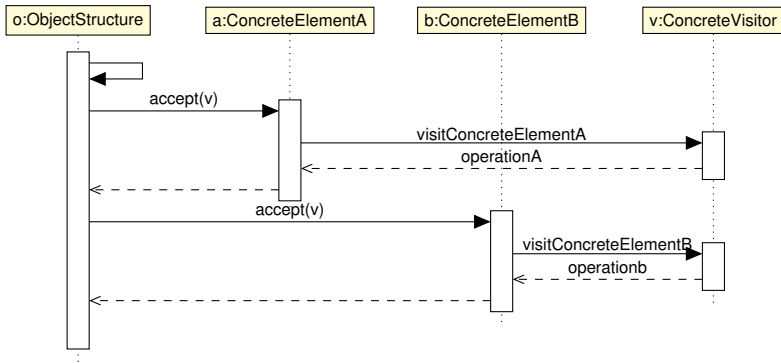 o:ObjectStructure
a:ConcreteElementA
b:ConcreteElementB
v:ConcreteVisitor
accept(v)
visitConcreteElementA
operationA
accept(v)
visitConcreteElementB
operationb